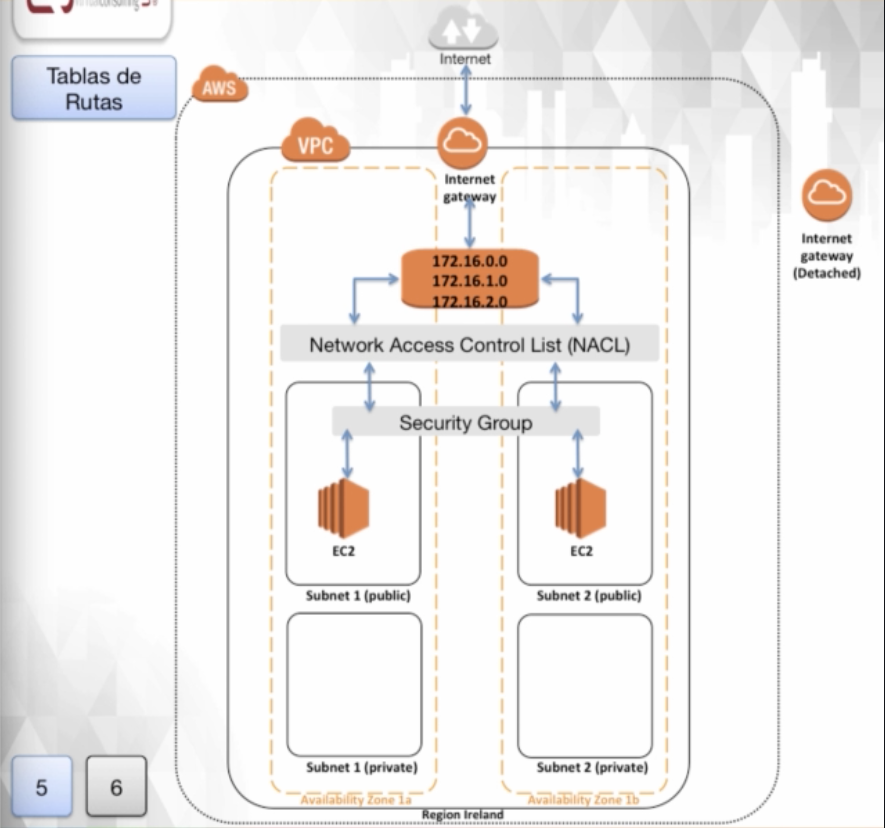 Internet
Tablas de
Rutas
AWS
VPC
Internet
gateway
Internet
gateway
(Detached)
172.16.0.0
172.16.1.0
172.16.2.0
Network Access Control List (NACL)
Security Group
EC2
EC2
Subnet 1 (public)
Subnet 2 (public)
Subnet 1 (private)
Subnet 2 (private)
5
6
Availability Zone 1a
Availability Zone 1b
Region Ireland